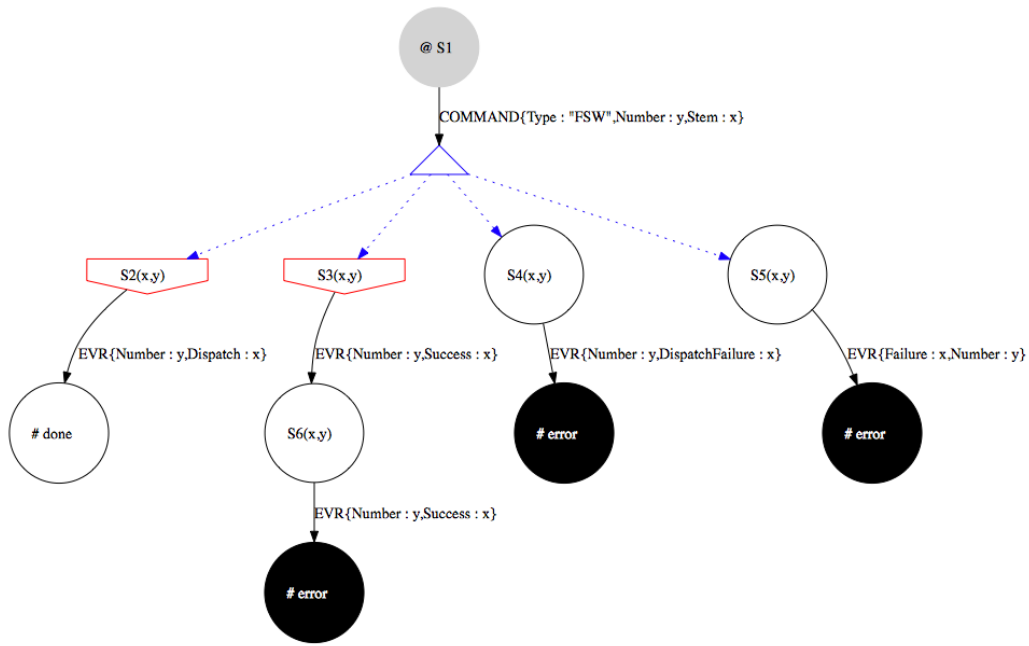 @ S1
COMMAND{Type : "FSW",Number : y,Stem : x}
S2(x,y)
S3(x,y)
S4(x,y)
S5(x,y)
EVR{Number : y,Dispatch : x}
EVR{Number : y,Success : x}
EVR{Number : y,DispatchFailure : x}
EVR{Failure : x,Number : y}
# done
S6(x,y)
# error
# error
EVR{Number : y,Success : x}
# error